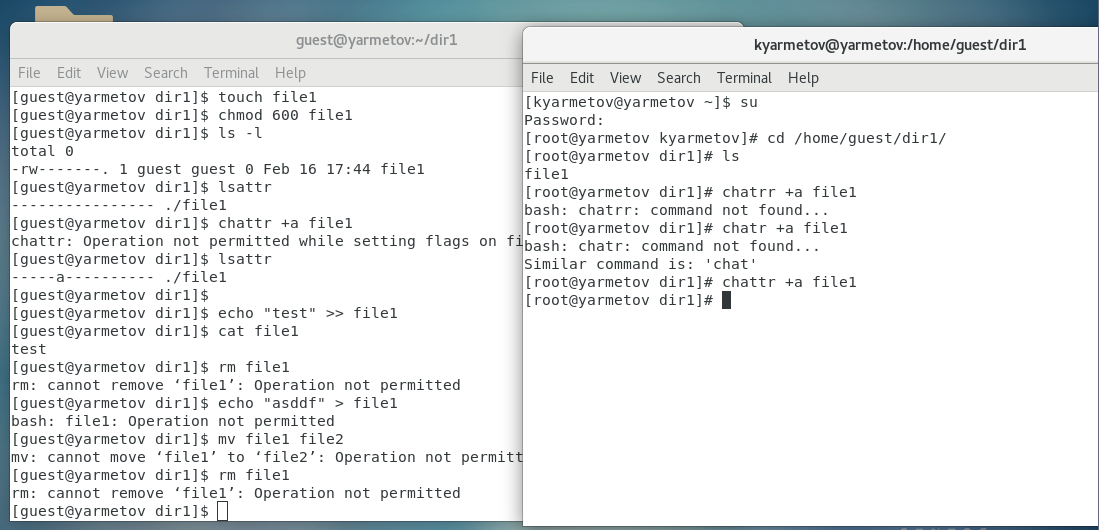 guest@yarmetov:~/dir1
File Edit View Search Terminal Help
[guest@yarmetov dir1]$ touch file1
[guest@yarmetov dir1]$ chmod 600 file1
[guest@yarmetov dir1]$ ls -l
total 0
-rw-------. 1 guest guest 0 Feb 16 17:44 file1
[guest@yarmetov dir1]$ lsattr
---------------- ./file1
[guest@yarmetov dir1]$ chattr +a file1
chattr: Operation not permitted while setting flags on fi
[guest@yarmetov dir1]$ lsattr
-----a---------- ./file1
[guest@yarmetov dir1]$
[guest@yarmetov dir1]$ echo "test" >> file1
[guest@yarmetov dir1]$ cat file1
test
[guest@yarmetov dir1]$ rm file1
rm: cannot remove ‘file1’: Operation not permitted
[guest@yarmetov dir1]$ echo "asddf" > file1
bash: file1: Operation not permitted
[guest@yarmetov dir1]$ mv file1 file2
mv: cannot move ‘file1’ to ‘file2’: Operation not permitt
[guest@yarmetov dir1]$ rm file1
rm: cannot remove ‘file1’: Operation not permitted
[guest@yarmetov dir1]$
kyarmetov@yarmetov:/home/guest/dir1
File Edit View Search Terminal Help
[kyarmetov@yarmetov ~]$ su
Password:
[root@yarmetov kyarmetov]# cd /home/guest/dir1/
[root@yarmetov dir1]# ls
file1
[root@yarmetov dir1]# chatrr +a file1
bash: chatrr: command not found...
[root@yarmetov dir1]# chatr +a file1
bash: chatr: command not found...
Similar command is: 'chat'
[root@yarmetov dir1]# chattr +a file1
[root@yarmetov dir1]#